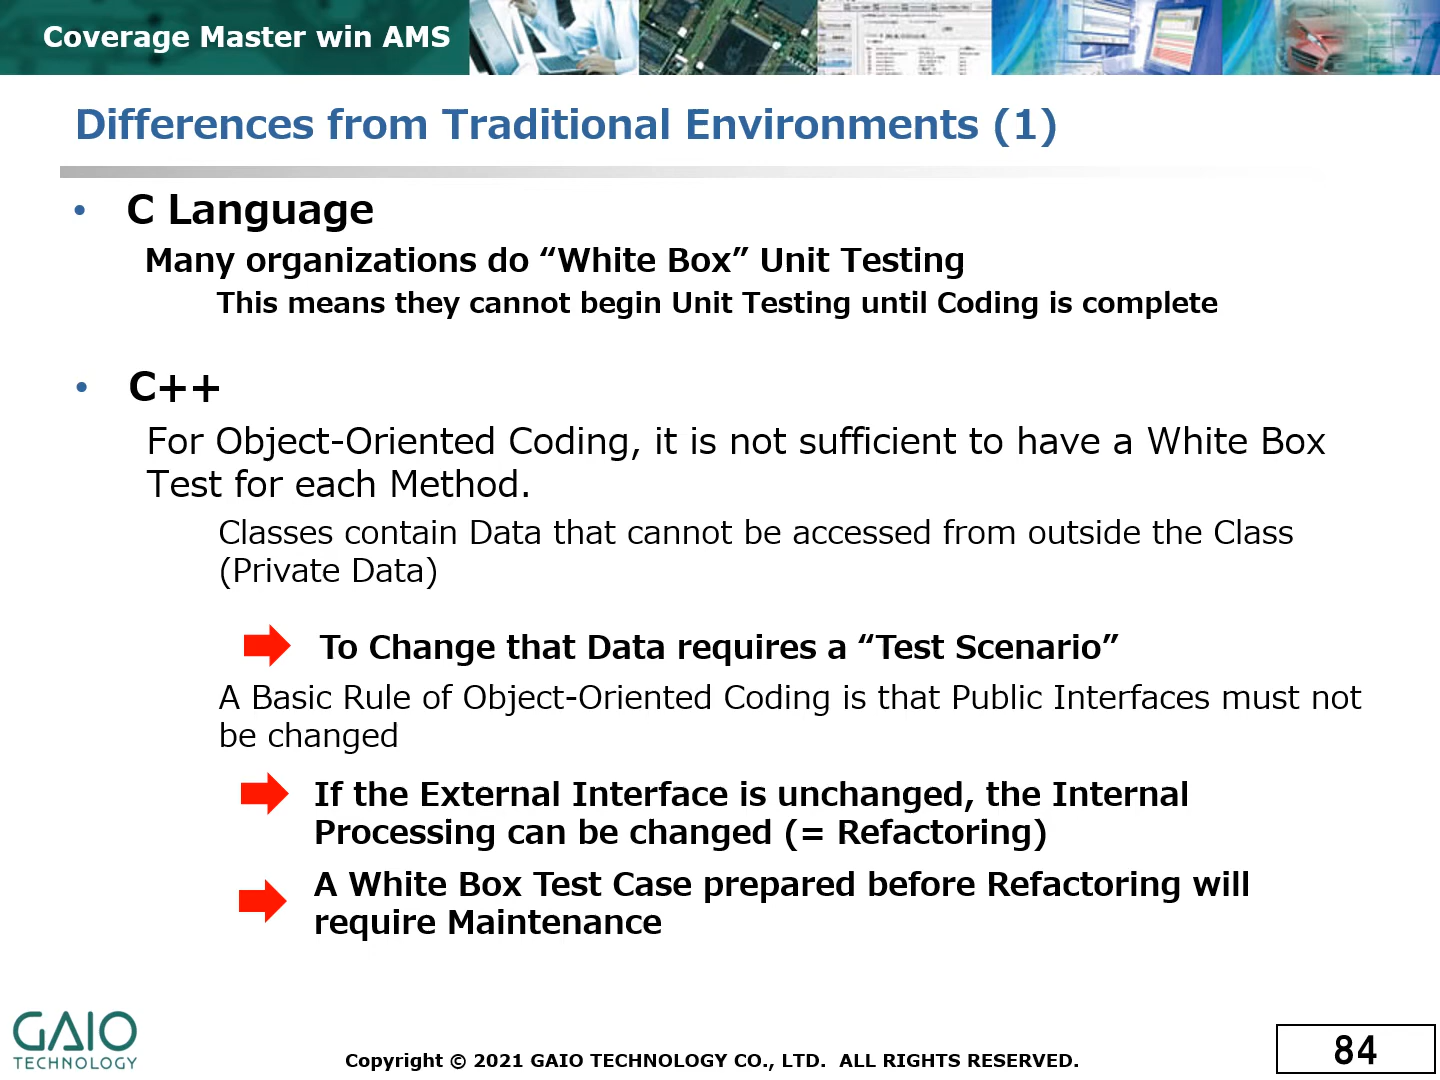 Coverage Master win AMS
Differences from Traditional Environments (1)
• C Language
Many organizations do “White Box” Unit Testing
This means they cannot begin Unit Testing until Coding is complete
• C++
For Object-Oriented Coding, it is not sufficient to have a White Box
Test for each Method.
Classes contain Data that cannot be accessed from outside the Class
(Private Data)
To Change that Data requires a “Test Scenario”
A Basic Rule of Object-Oriented Coding is that Public Interfaces must not
be changed
If the External Interface is unchanged, the Internal
Processing can be changed (= Refactoring)
A White Box Test Case prepared before Refactoring will
require Maintenance
GAIO
TECHNOLOGY
Copyright © 2021 GAIO TECHNOLOGY CO., LTD. ALL RIGHTS RESERVED.
84